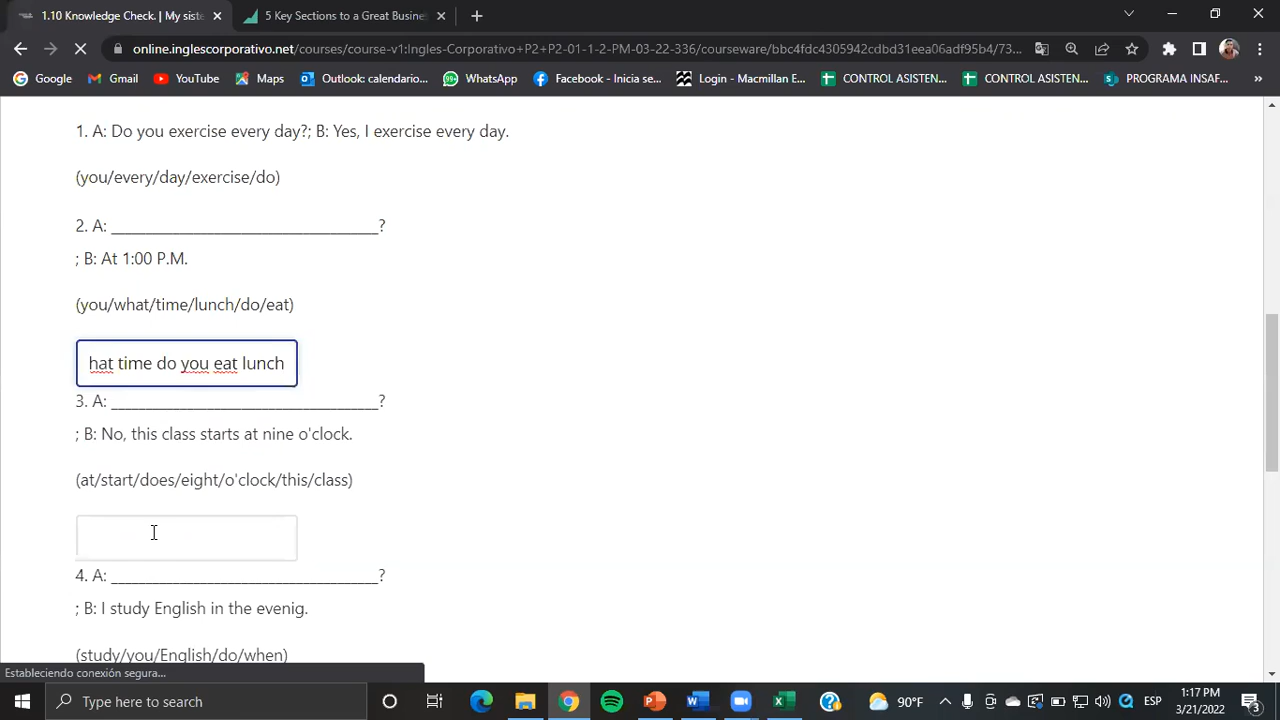 1.10 Knowledge Check. | My siste
5 Key Sections to a Great Busine
online.inglescorporativo.net/courses/course-v1:Ingles-Corporativo+P2+P2-01-1-2-PM-03-22-336/courseware/bbc4fdc4305942cdbd31eea06adf95b4/73...
Google Gmail YouTube Maps Outlook: calendario... WhatsApp Facebook - Inicia se... Login - Macmillan E... CONTROL ASISTEN... CONTROL ASISTEN... PROGRAMA INSAF... »
1. A: Do you exercise every day?; B: Yes, I exercise every day.
(you/every/day/exercise/do)
2. A: _________________________________?
; B: At 1:00 P.M.
(you/what/time/lunch/do/eat)
hat time do you eat lunch
3. A: _________________________________?
; B: No, this class starts at nine o'clock.
(at/start/does/eight/o'clock/this/class)
4. A: _________________________________?
; B: I study English in the evenig.
(study/you/English/do/when)
Estableciendo conexión segura...
Type here to search
90°F
ESP
1:17 PM
3/21/2022
3